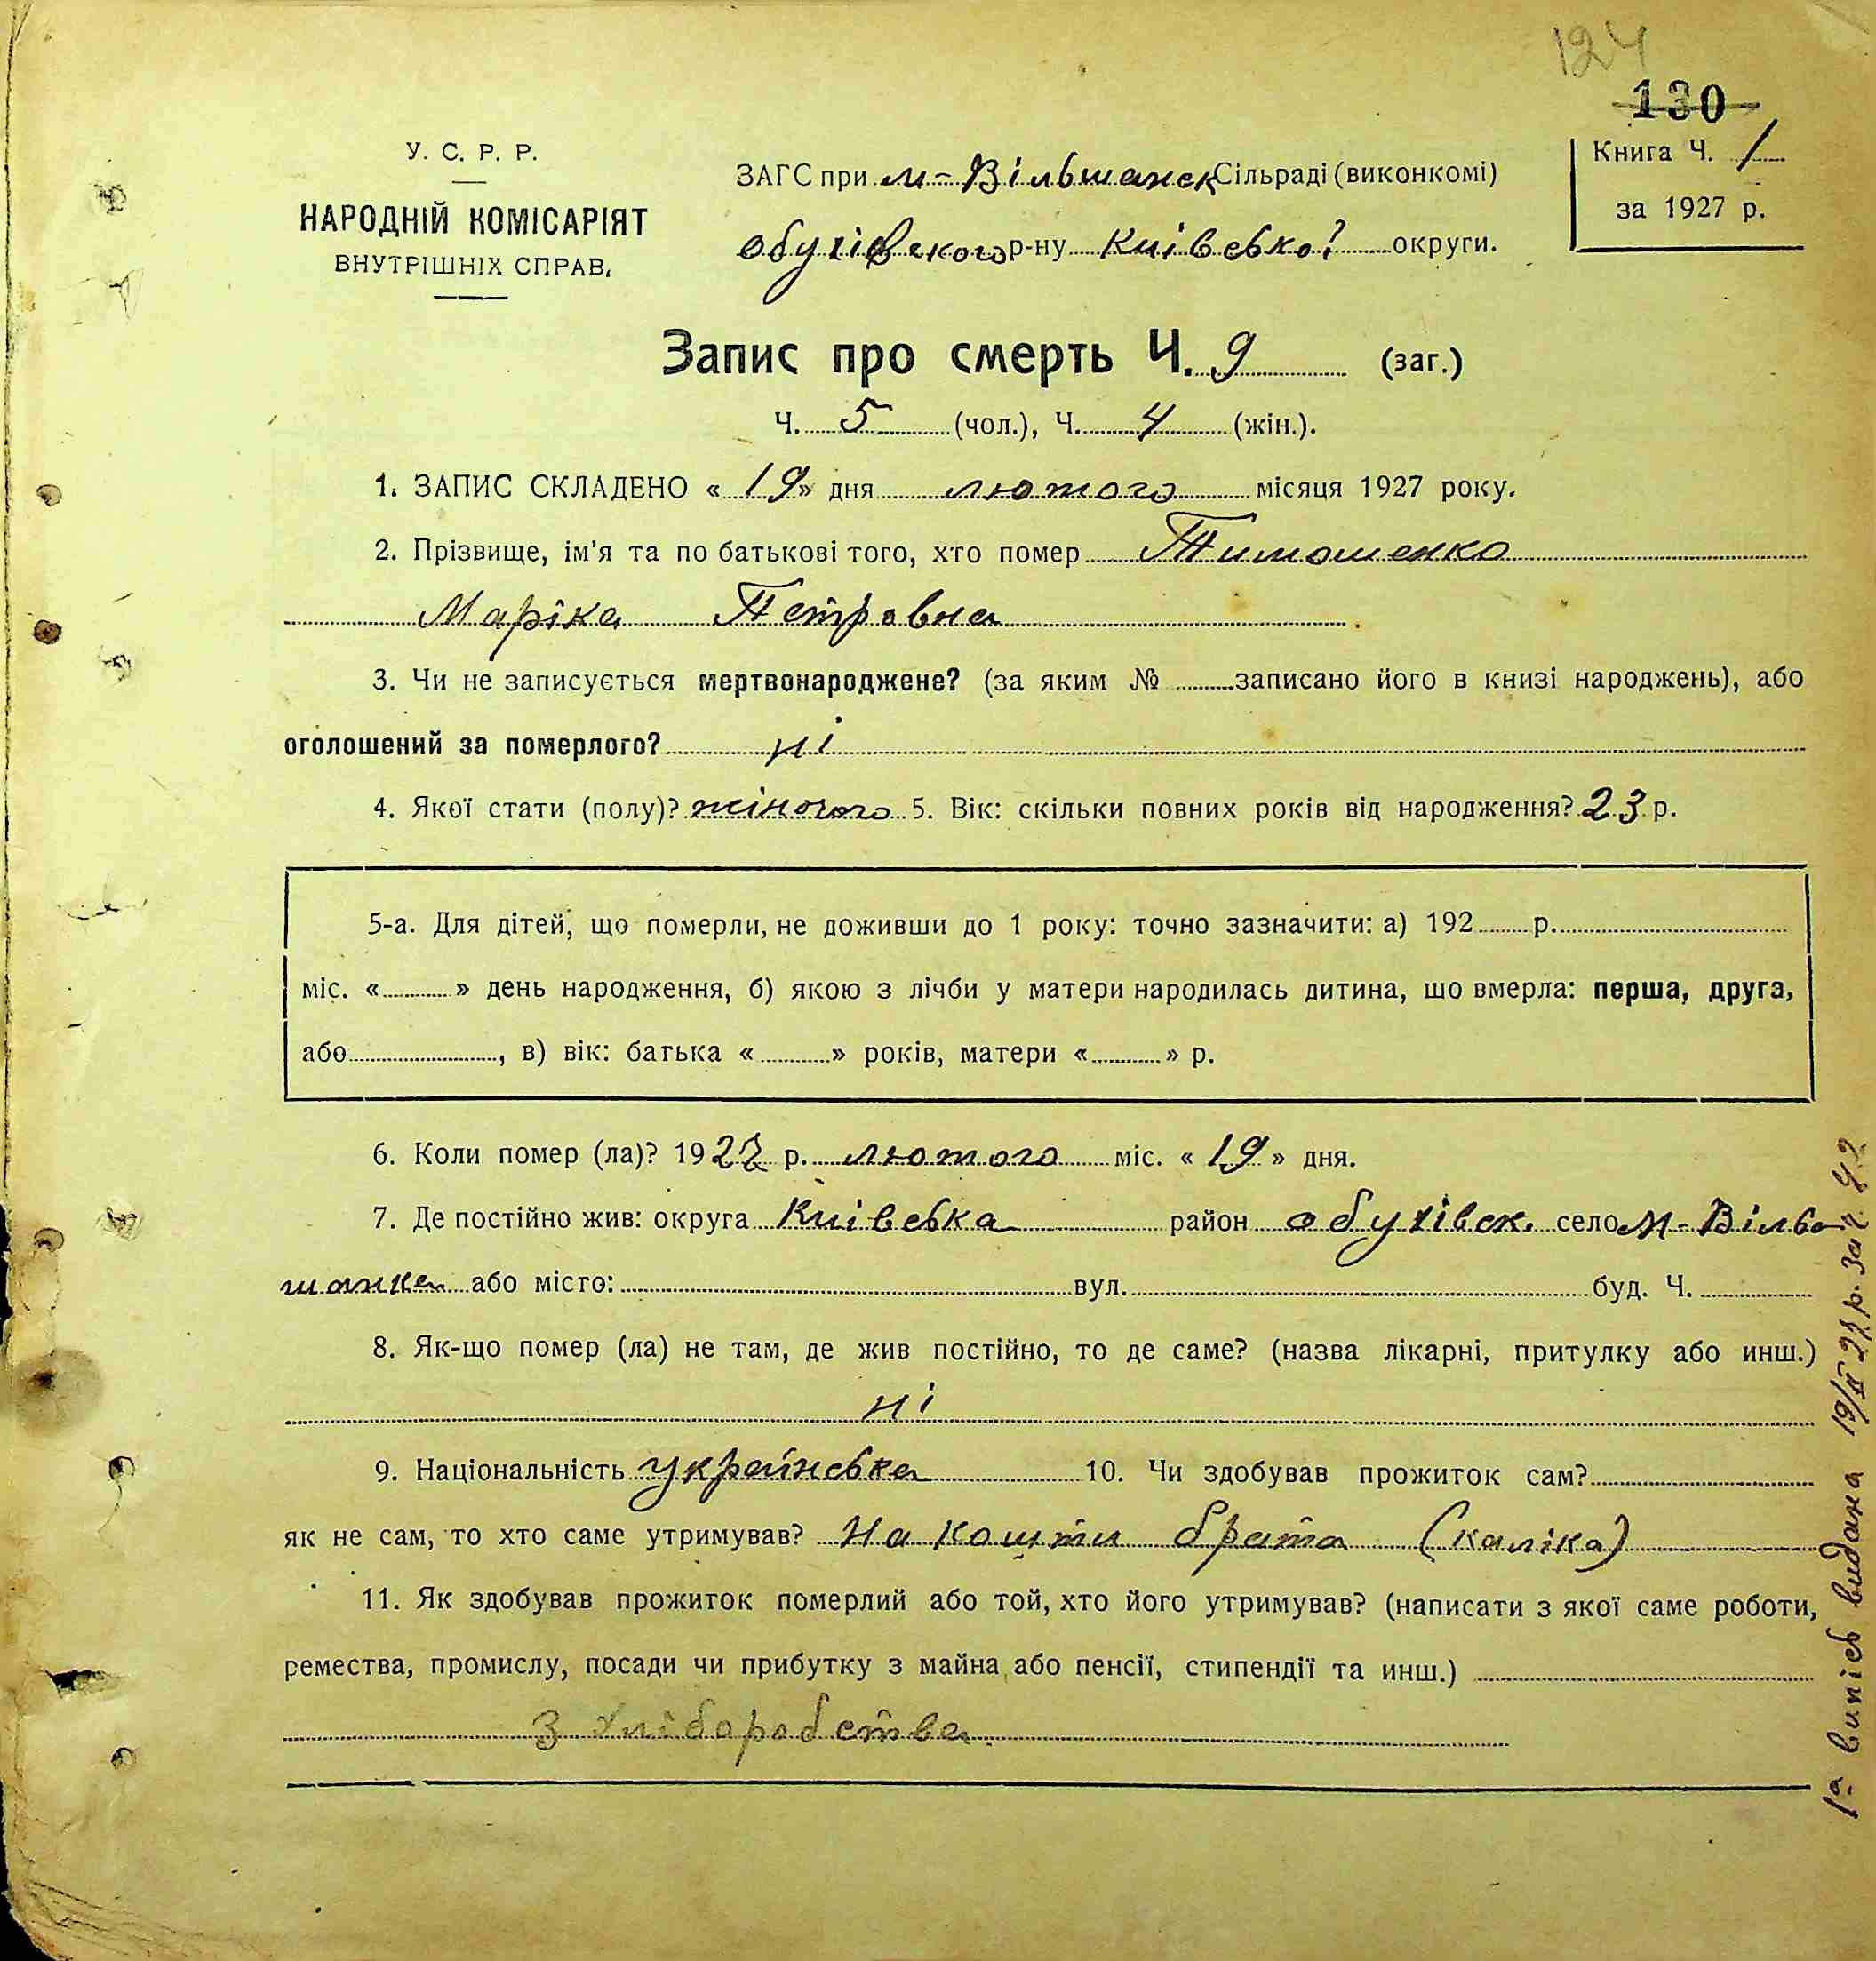 124
130
У. С. Р. Р.
НАРОДНІЙ КОМІСАРІЯТ
ВНУТРІШНІХ СПРАВ.
ЗАГС при м-Вільшанск Сільраді (виконкомі)
обухівського р-ну Київської округи.
Книга Ч. 1
за 1927 р.
Запис про смерть Ч. 9 (заг.)
Ч. 5 (чол.), Ч. 4 (жін.).
1. ЗАПИС СКЛАДЕНО « 19 » дня лютого місяця 1927 року.
2. Прізвище, ім'я та по батькові того, хто помер Тимошенко
Маріка Петровна
3. Чи не записується мертвонароджене? (за яким № записано його в книзі народжень), або
оголошений за померлого? ні
4. Якої стати (полу)? жіночого 5. Вік: скільки повних років від народження? 23 р.
5-а. Для дітей, що померли, не доживши до 1 року: точно зазначити: а) 192 р.
міс. « » день народження, б) якою з лічби у матери народилась дитина, що вмерла: перша, друга,
або , в) вік: батька « » років, матери « » р.
6. Коли помер (ла)? 1927 р. лютого міс. « 19 » дня.
7. Де постійно жив: округа Київська район обухівск. село м-Віль-
шанка або місто: вул. буд. Ч.
8. Як-що помер (ла) не там, де жив постійно, то де саме? (назва лікарні, притулку або инш.)
ні
9. Національність українська 10. Чи здобував прожиток сам?
як не сам, то хто саме утримував? На кошти брата (каліка)
11. Як здобував прожиток померлий або той, хто його утримував? (написати з якої саме роботи,
ремества, промислу, посади чи прибутку з майна або пенсії, стипендії та инш.)
З хліборобства
1а випісь видана 19/II 27 р. за Ч 42